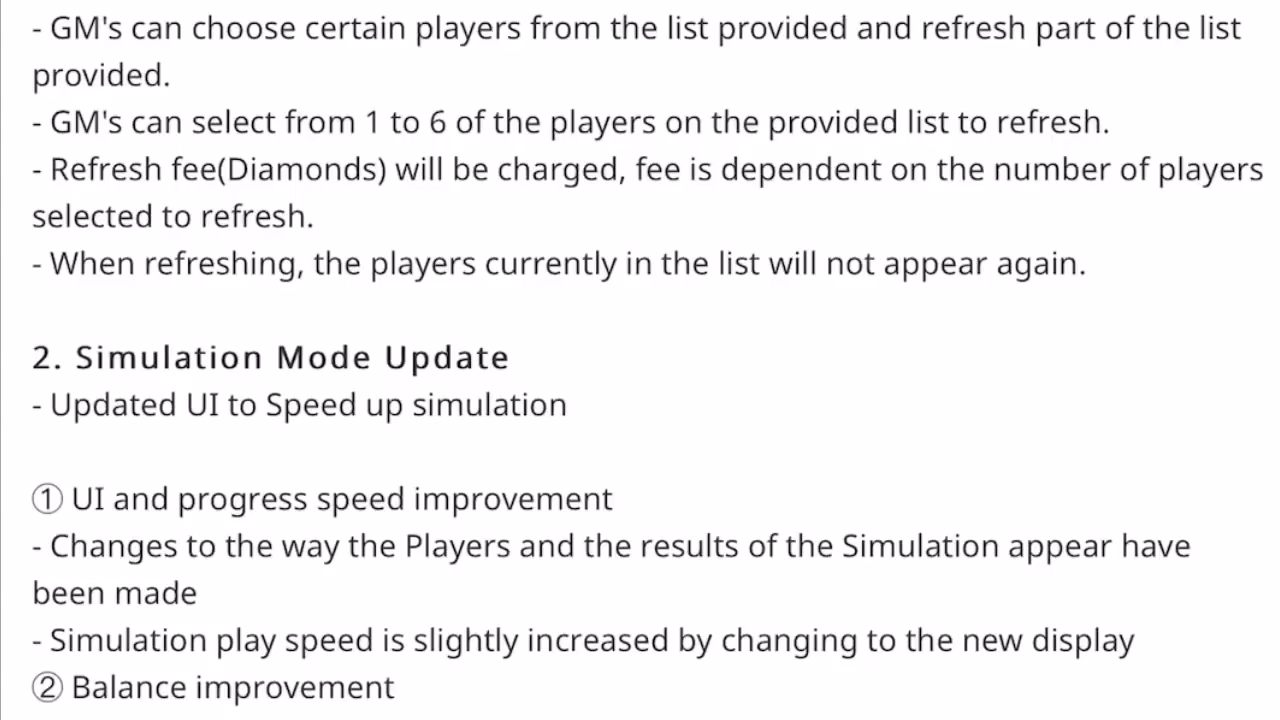 - GM's can choose certain players from the list provided and refresh part of the list
provided.
- GM's can select from 1 to 6 of the players on the provided list to refresh.
- Refresh fee(Diamonds) will be charged, fee is dependent on the number of players
selected to refresh.
- When refreshing, the players currently in the list will not appear again.
2. Simulation Mode Update
- Updated UI to Speed up simulation
① UI and progress speed improvement
- Changes to the way the Players and the results of the Simulation appear have
been made
- Simulation play speed is slightly increased by changing to the new display
② Balance improvement